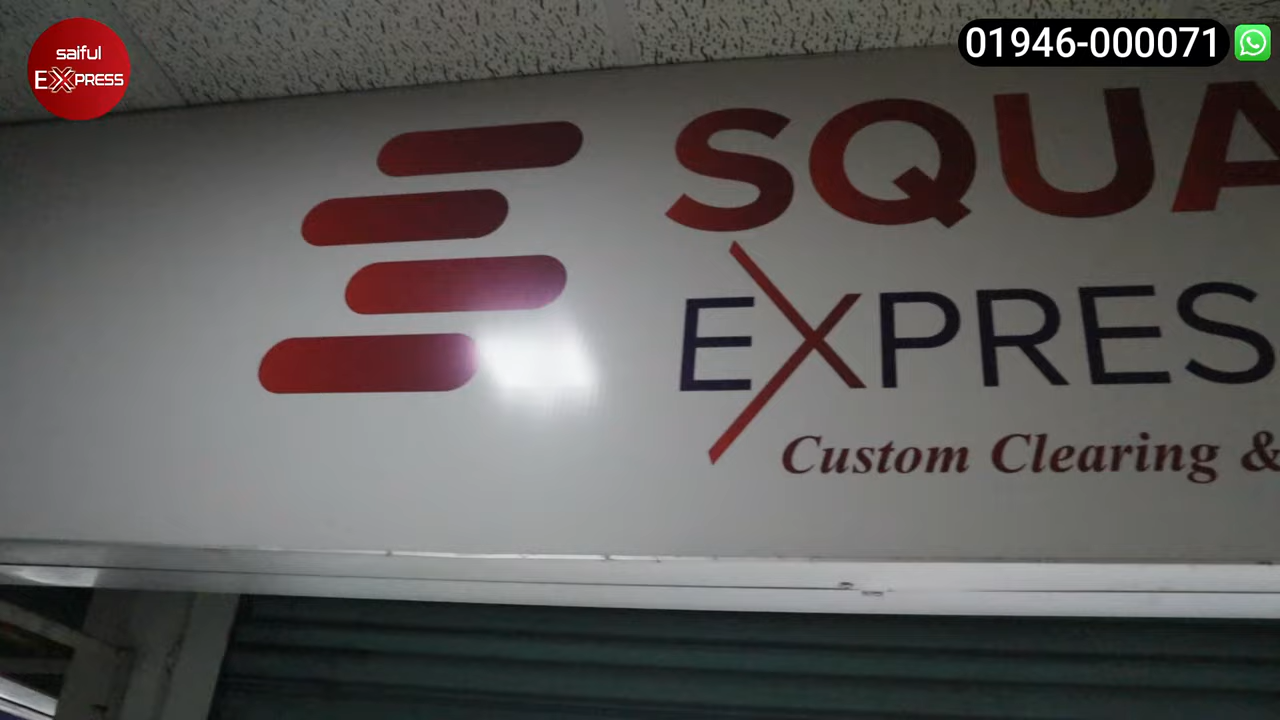 saiful
EXPRESS
01946-000071
SQUA
EXPRES
Custom Clearing &